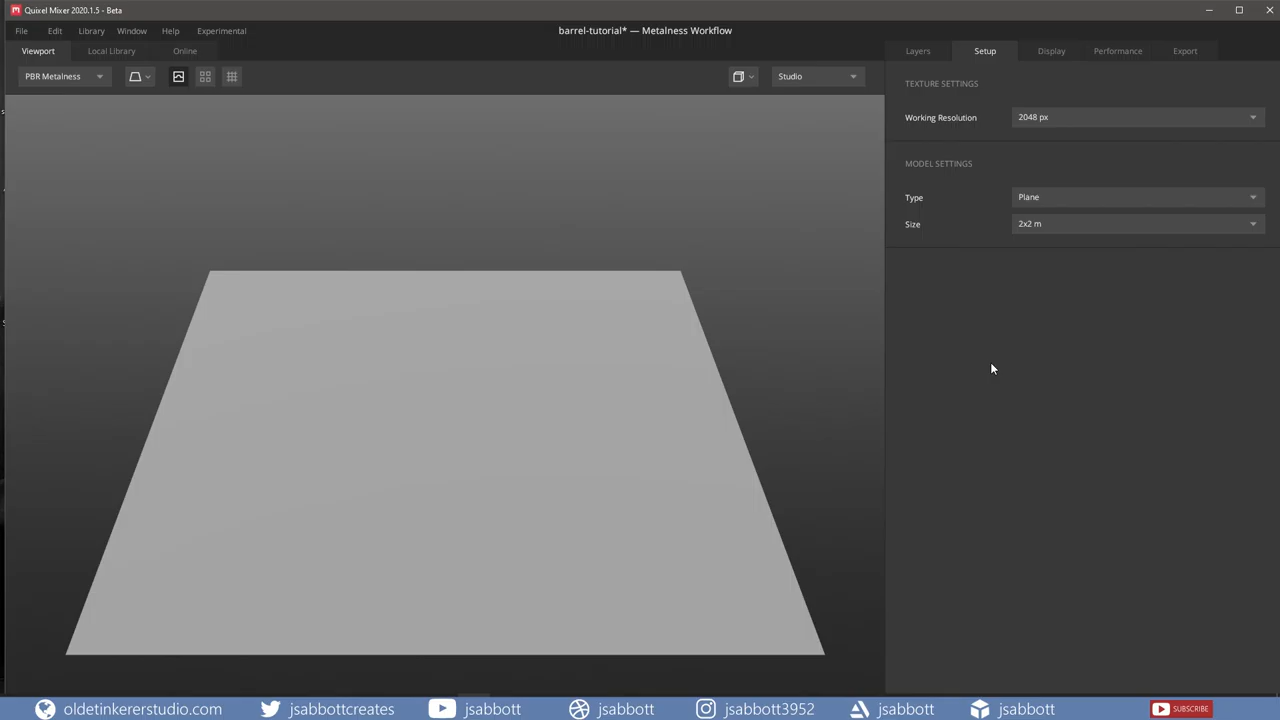 Quixel Mixer 2020.1.5 - Beta
File Edit Library Window Help Experimental
barrel-tutorial* — Metalness Workflow
Viewport Local Library Online
Layers Setup Display Performance Export
PBR Metalness
Studio
TEXTURE SETTINGS
Working Resolution 2048 px
MODEL SETTINGS
Type Plane
Size 2x2 m
oldetinkererstudio.com jsabbottcreates jsabbott jsabbott jsabbott3952 jsabbott jsabbott SUBSCRIBE